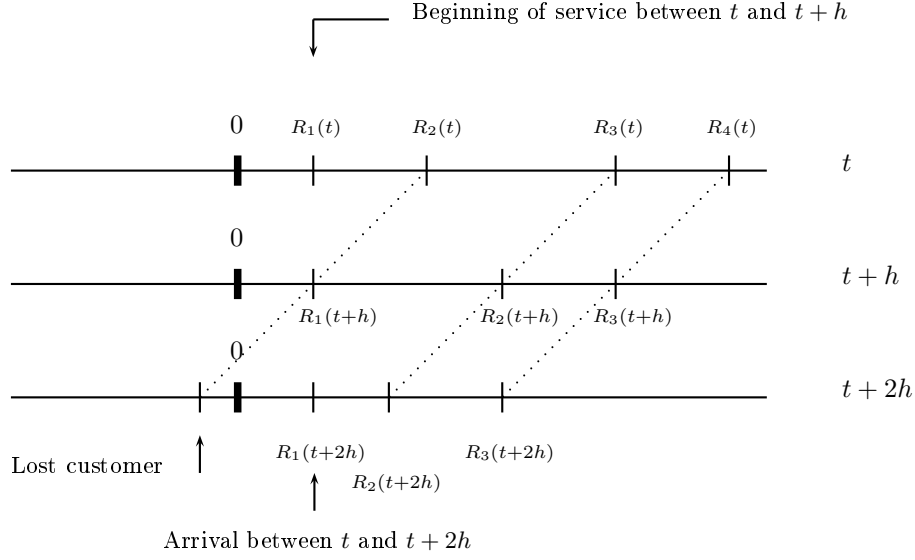 Beginning of service between t and t + h
0 R₁(t) R₂(t) R₃(t) R₄(t)
t
0
t + h
R₁(t+h) R₂(t+h) R₃(t+h)
0
t + 2h
Lost customer
R₁(t+2h) R₃(t+2h)
R₂(t+2h)
Arrival between t and t + 2h